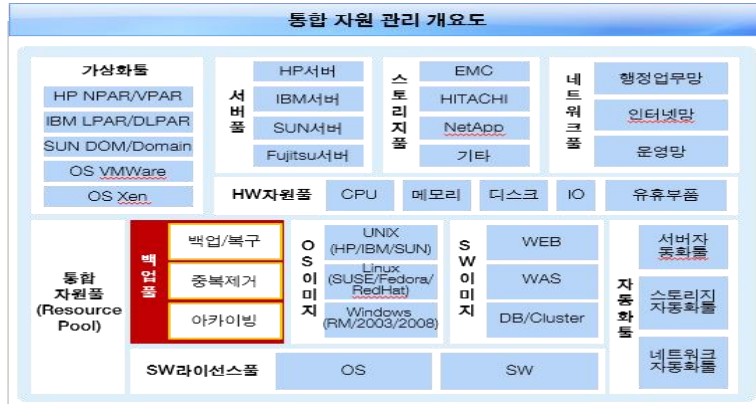 통합 자원 관리 개요도
가상화툴
HP NPAR/VPAR
IBM LPAR/DLPAR
SUN DOM/Domain
OS VMWare
OS Xen
서버풀
HP서버
IBM서버
SUN서버
Fujitsu서버
스토리지풀
EMC
HITACHI
NetApp
기타
네트워크풀
행정업무망
인터넷망
운영망
HW자원풀
CPU
메모리
디스크
IO
유휴부품
통합
자원풀
(Resource
Pool)
백업풀
백업/복구
중복제거
아카이빙
OS이미지
UNIX
(HP/IBM/SUN)
Linux
(SUSE/Fedora/
RedHat)
Windows
(RM/2003/2008)
SW이미지
WEB
WAS
DB/Cluster
자동화툴
서버자
동화툴
스토리지
자동화툴
네트워크
자동화툴
SW라이선스풀
OS
SW